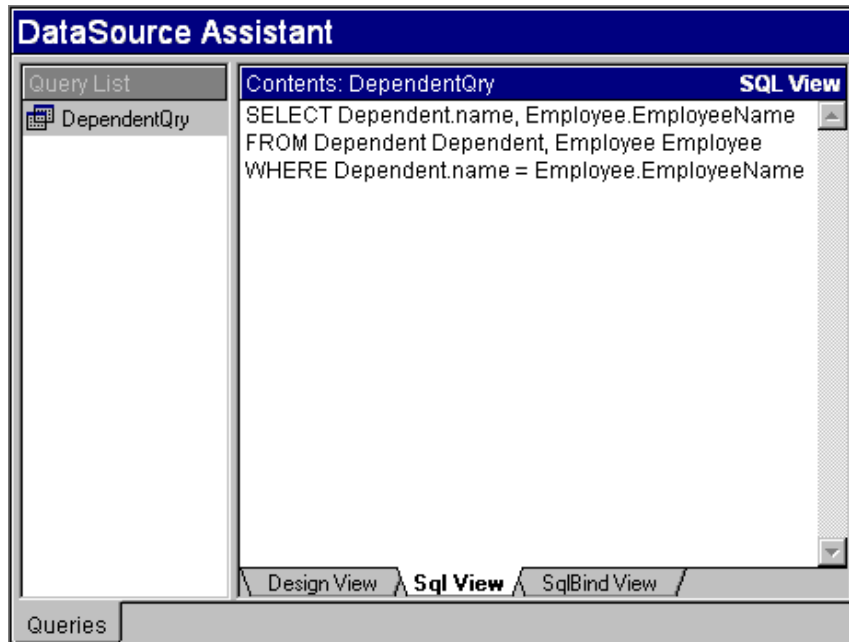 DataSource Assistant
Query List
DependentQry
Contents: DependentQry SQL View
SELECT Dependent.name, Employee.EmployeeName
FROM Dependent Dependent, Employee Employee
WHERE Dependent.name = Employee.EmployeeName
Design View Sql View SqlBind View
Queries